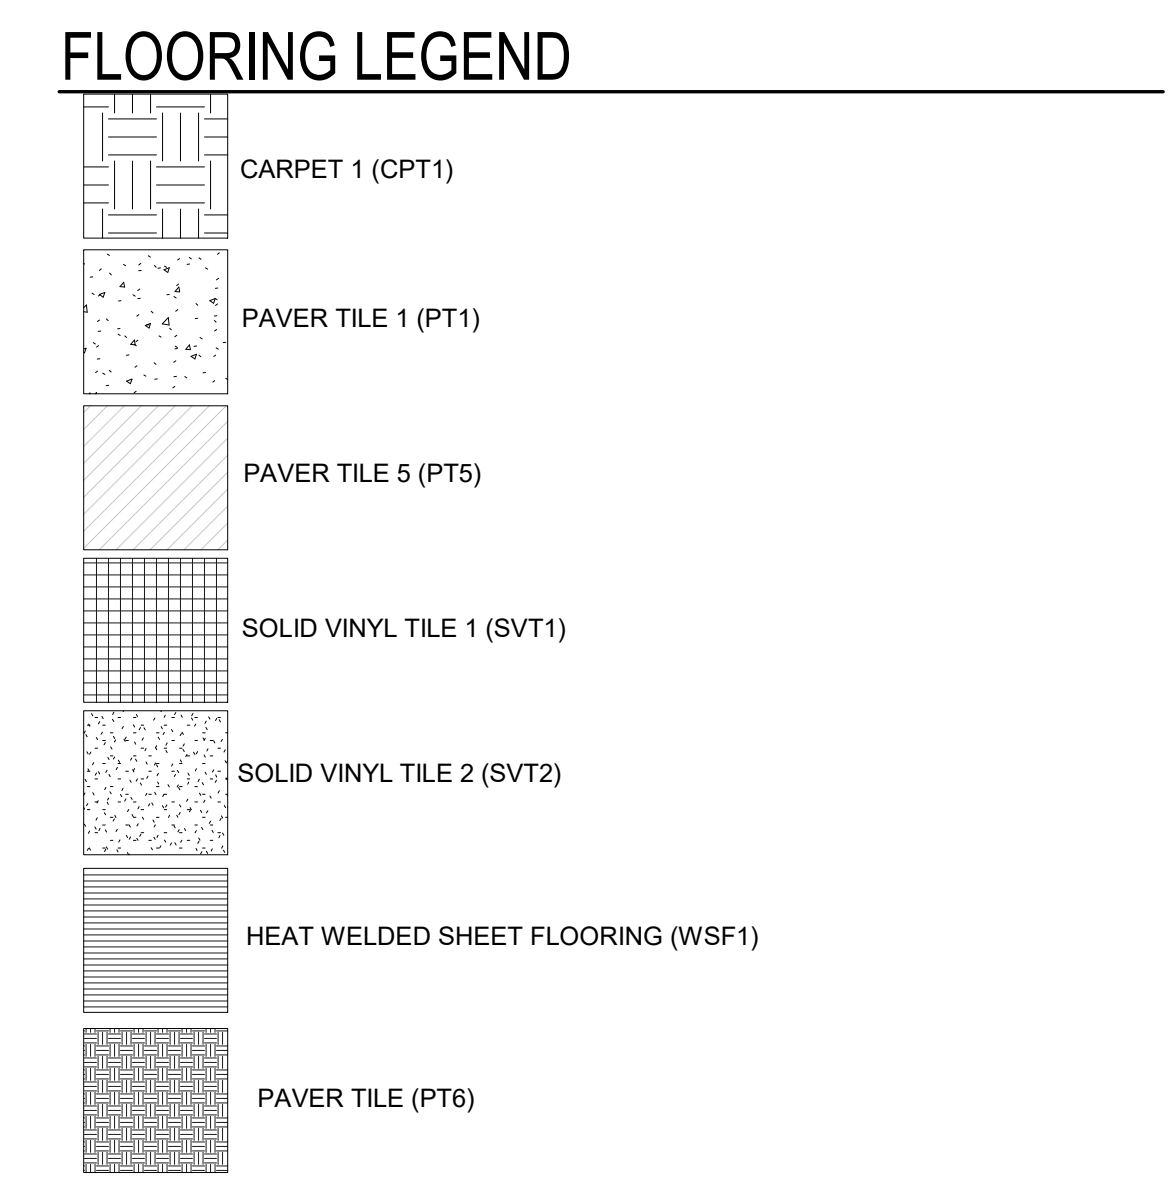 FLOORING LEGEND
CARPET 1 (CPT1)
PAVER TILE 1 (PT1)
PAVER TILE 5 (PT5)
SOLID VINYL TILE 1 (SVT1)
SOLID VINYL TILE 2 (SVT2)
HEAT WELDED SHEET FLOORING (WSF1)
PAVER TILE (PT6)